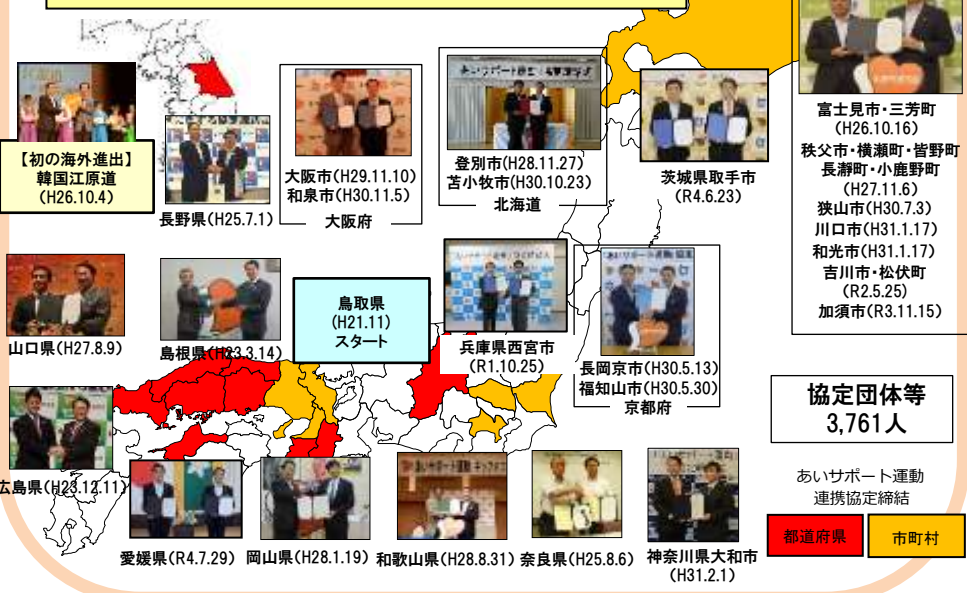 【初の海外進出】
韓国江原道
(H26.10.4)
長野県(H25.7.1)
大阪市(H29.11.10)
和泉市(H30.11.5)
大阪府
登別市(H28.11.27)
苫小牧市(H30.10.23)
北海道
茨城県取手市
(R4.6.23)
富士見市・三芳町
(H26.10.16)
秩父市・横瀬町・皆野町
長瀞町・小鹿野町
(H27.11.6)
狭山市(H30.7.3)
川口市(H31.1.17)
和光市(H31.1.17)
吉川市・松伏町
(R2.5.25)
加須市(R3.11.15)
山口県(H27.8.9)
島根県(H23.3.14)
鳥取県
(H21.11)
スタート
兵庫県西宮市
(R1.10.25)
長岡京市(H30.5.13)
福知山市(H30.5.30)
京都府
協定団体等
3,761人
広島県(H23.12.11)
愛媛県(R4.7.29)
岡山県(H28.1.19)
和歌山県(H28.8.31)
奈良県(H25.8.6)
神奈川県大和市
(H31.2.1)
あいサポート運動
連携協定締結
都道府県
市町村